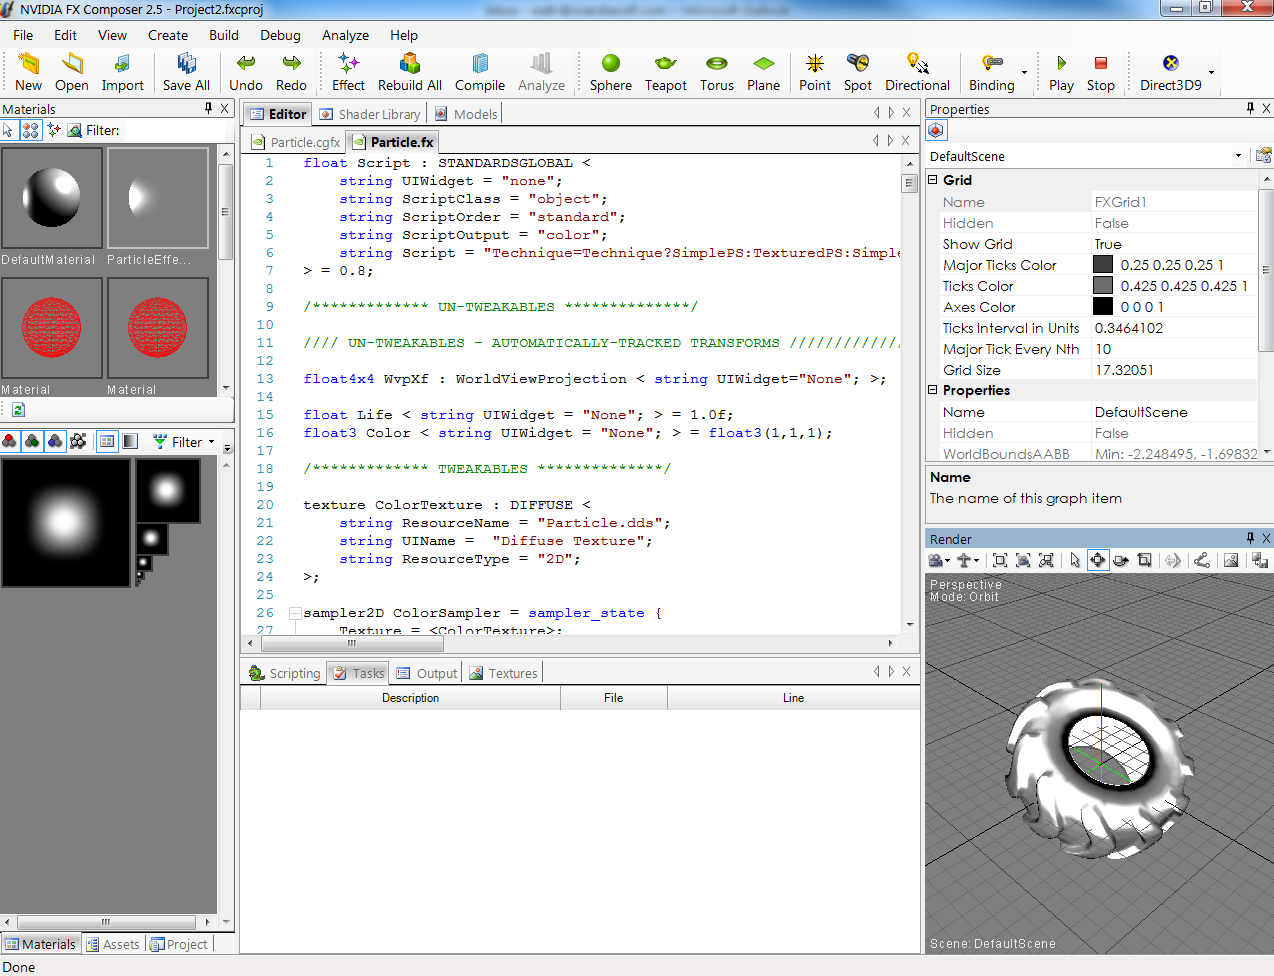 NVIDIA FX Composer 2.5 - Project2.fxcproj
File Edit View Create Build Debug Analyze Help
New Open Import Save All Undo Redo Effect Rebuild All Compile Analyze Sphere Teapot Torus Plane Point Spot Directional Binding Play Stop Direct3D9
Materials
Filter:
DefaultMaterial ParticleEffe...
Material Material
Filter
Materials Assets Project
Done
Editor Shader Library Models
Particle.cgfx Particle.fx
1 float Script : STANDARDSGLOBAL <
2 string UIWidget = "none";
3 string ScriptClass = "object";
4 string ScriptOrder = "standard";
5 string ScriptOutput = "color";
6 string Script = "Technique=Technique?SimplePS:TexturedPS:Simple
7 > = 0.8;
8
9 /************* UN-TWEAKABLES **************/
10
11 //// UN-TWEAKABLES - AUTOMATICALLY-TRACKED TRANSFORMS /////////////
12
13 float4x4 WvpXf : WorldViewProjection < string UIWidget="None"; >;
14
15 float Life < string UIWidget = "None"; > = 1.0f;
16 float3 Color < string UIWidget = "None"; > = float3(1,1,1);
17
18 /************* TWEAKABLES **************/
19
20 texture ColorTexture : DIFFUSE <
21 string ResourceName = "Particle.dds";
22 string UIName =  "Diffuse Texture";
23 string ResourceType = "2D";
24 >;
25
26 sampler2D ColorSampler = sampler_state {
27 Texture = <ColorTexture>;
Scripting Tasks Output Textures
Description File Line
Properties
DefaultScene
Grid
Name FXGrid1
Hidden False
Show Grid True
Major Ticks Color 0.25 0.25 0.25 1
Ticks Color 0.425 0.425 0.425 1
Axes Color 0 0 0 1
Ticks Interval in Units 0.3464102
Major Tick Every Nth 10
Grid Size 17.32051
Properties
Name DefaultScene
Hidden False
WorldBoundsAABB Min: -2.248495, -1.69832
Name
The name of this graph item
Render
Perspective
Mode: Orbit
Scene: DefaultScene